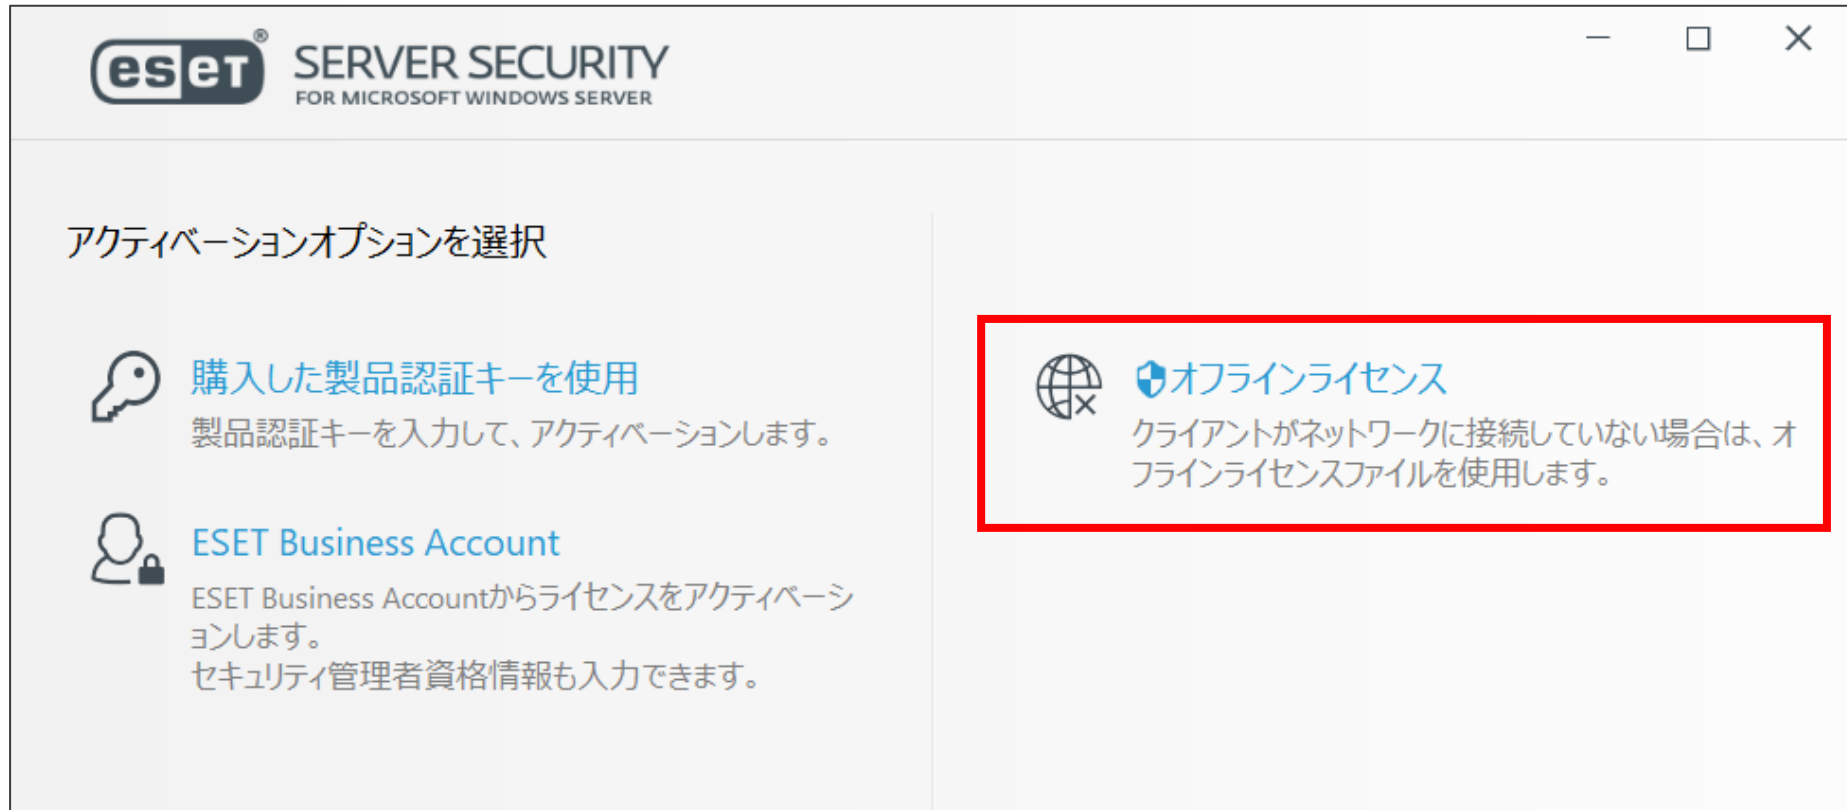 eset® SERVER SECURITY
FOR MICROSOFT WINDOWS SERVER
アクティベーションオプションを選択
購入した製品認証キーを使用
製品認証キーを入力して、アクティベーションします。
ESET Business Account
ESET Business Accountからライセンスをアクティベーシ
ョンします。
セキュリティ管理者資格情報も入力できます。
オフラインライセンス
クライアントがネットワークに接続していない場合は、オ
フラインライセンスファイルを使用します。